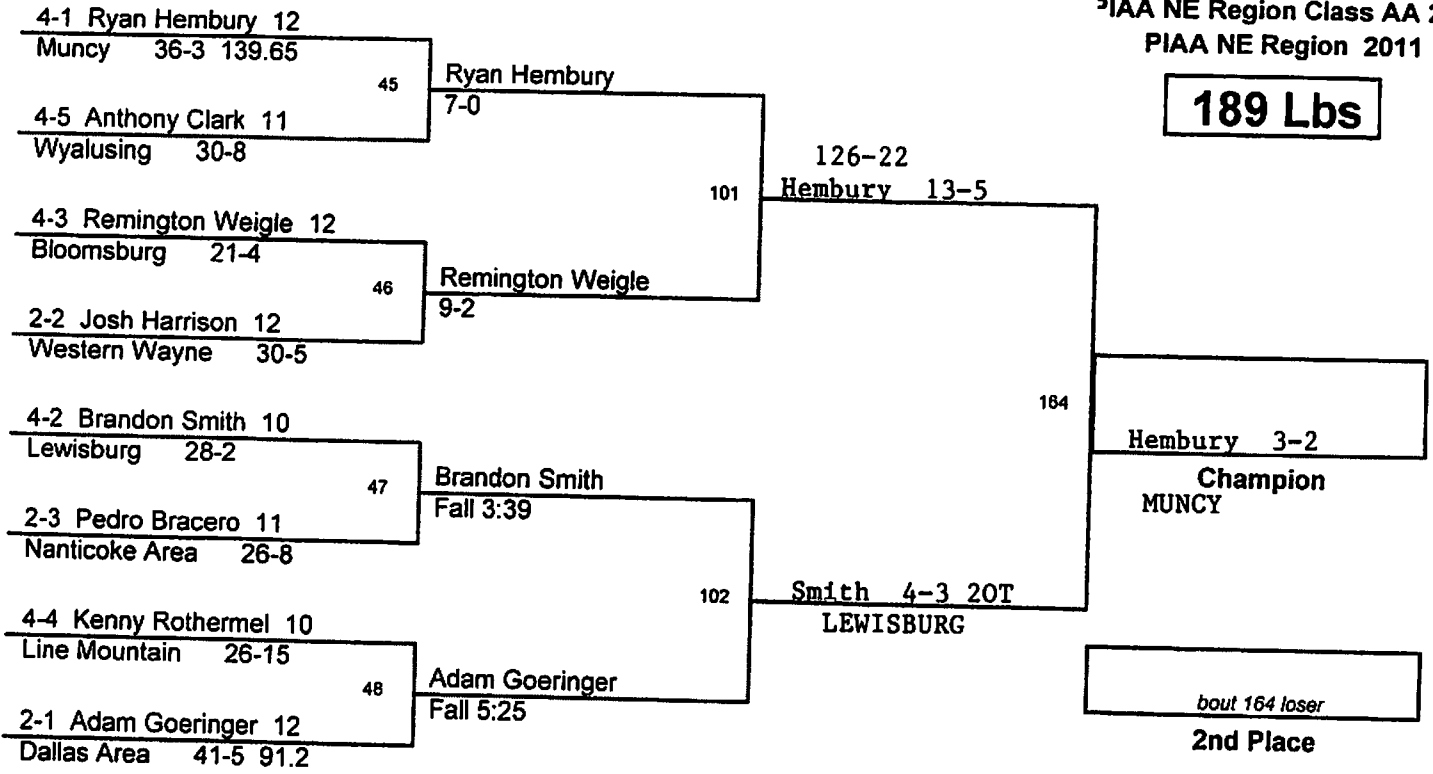 PIAA NE Region Class AA
PIAA NE Region 2011
189 Lbs
4-1 Ryan Hembury 12
Muncy 36-3 139.65
45
Ryan Hembury
7-0
4-5 Anthony Clark 11
Wyalusing 30-8
126-22
101
Hembury 13-5
4-3 Remington Weigle 12
Bloomsburg 21-4
46
Remington Weigle
9-2
2-2 Josh Harrison 12
Western Wayne 30-5
164
Hembury 3-2
Champion
MUNCY
4-2 Brandon Smith 10
Lewisburg 28-2
47
Brandon Smith
Fall 3:39
2-3 Pedro Bracero 11
Nanticoke Area 26-8
102
Smith 4-3 2OT
LEWISBURG
4-4 Kenny Rothermel 10
Line Mountain 26-15
48
Adam Goeringer
Fall 5:25
2-1 Adam Goeringer 12
Dallas Area 41-5 91.2
bout 164 loser
2nd Place